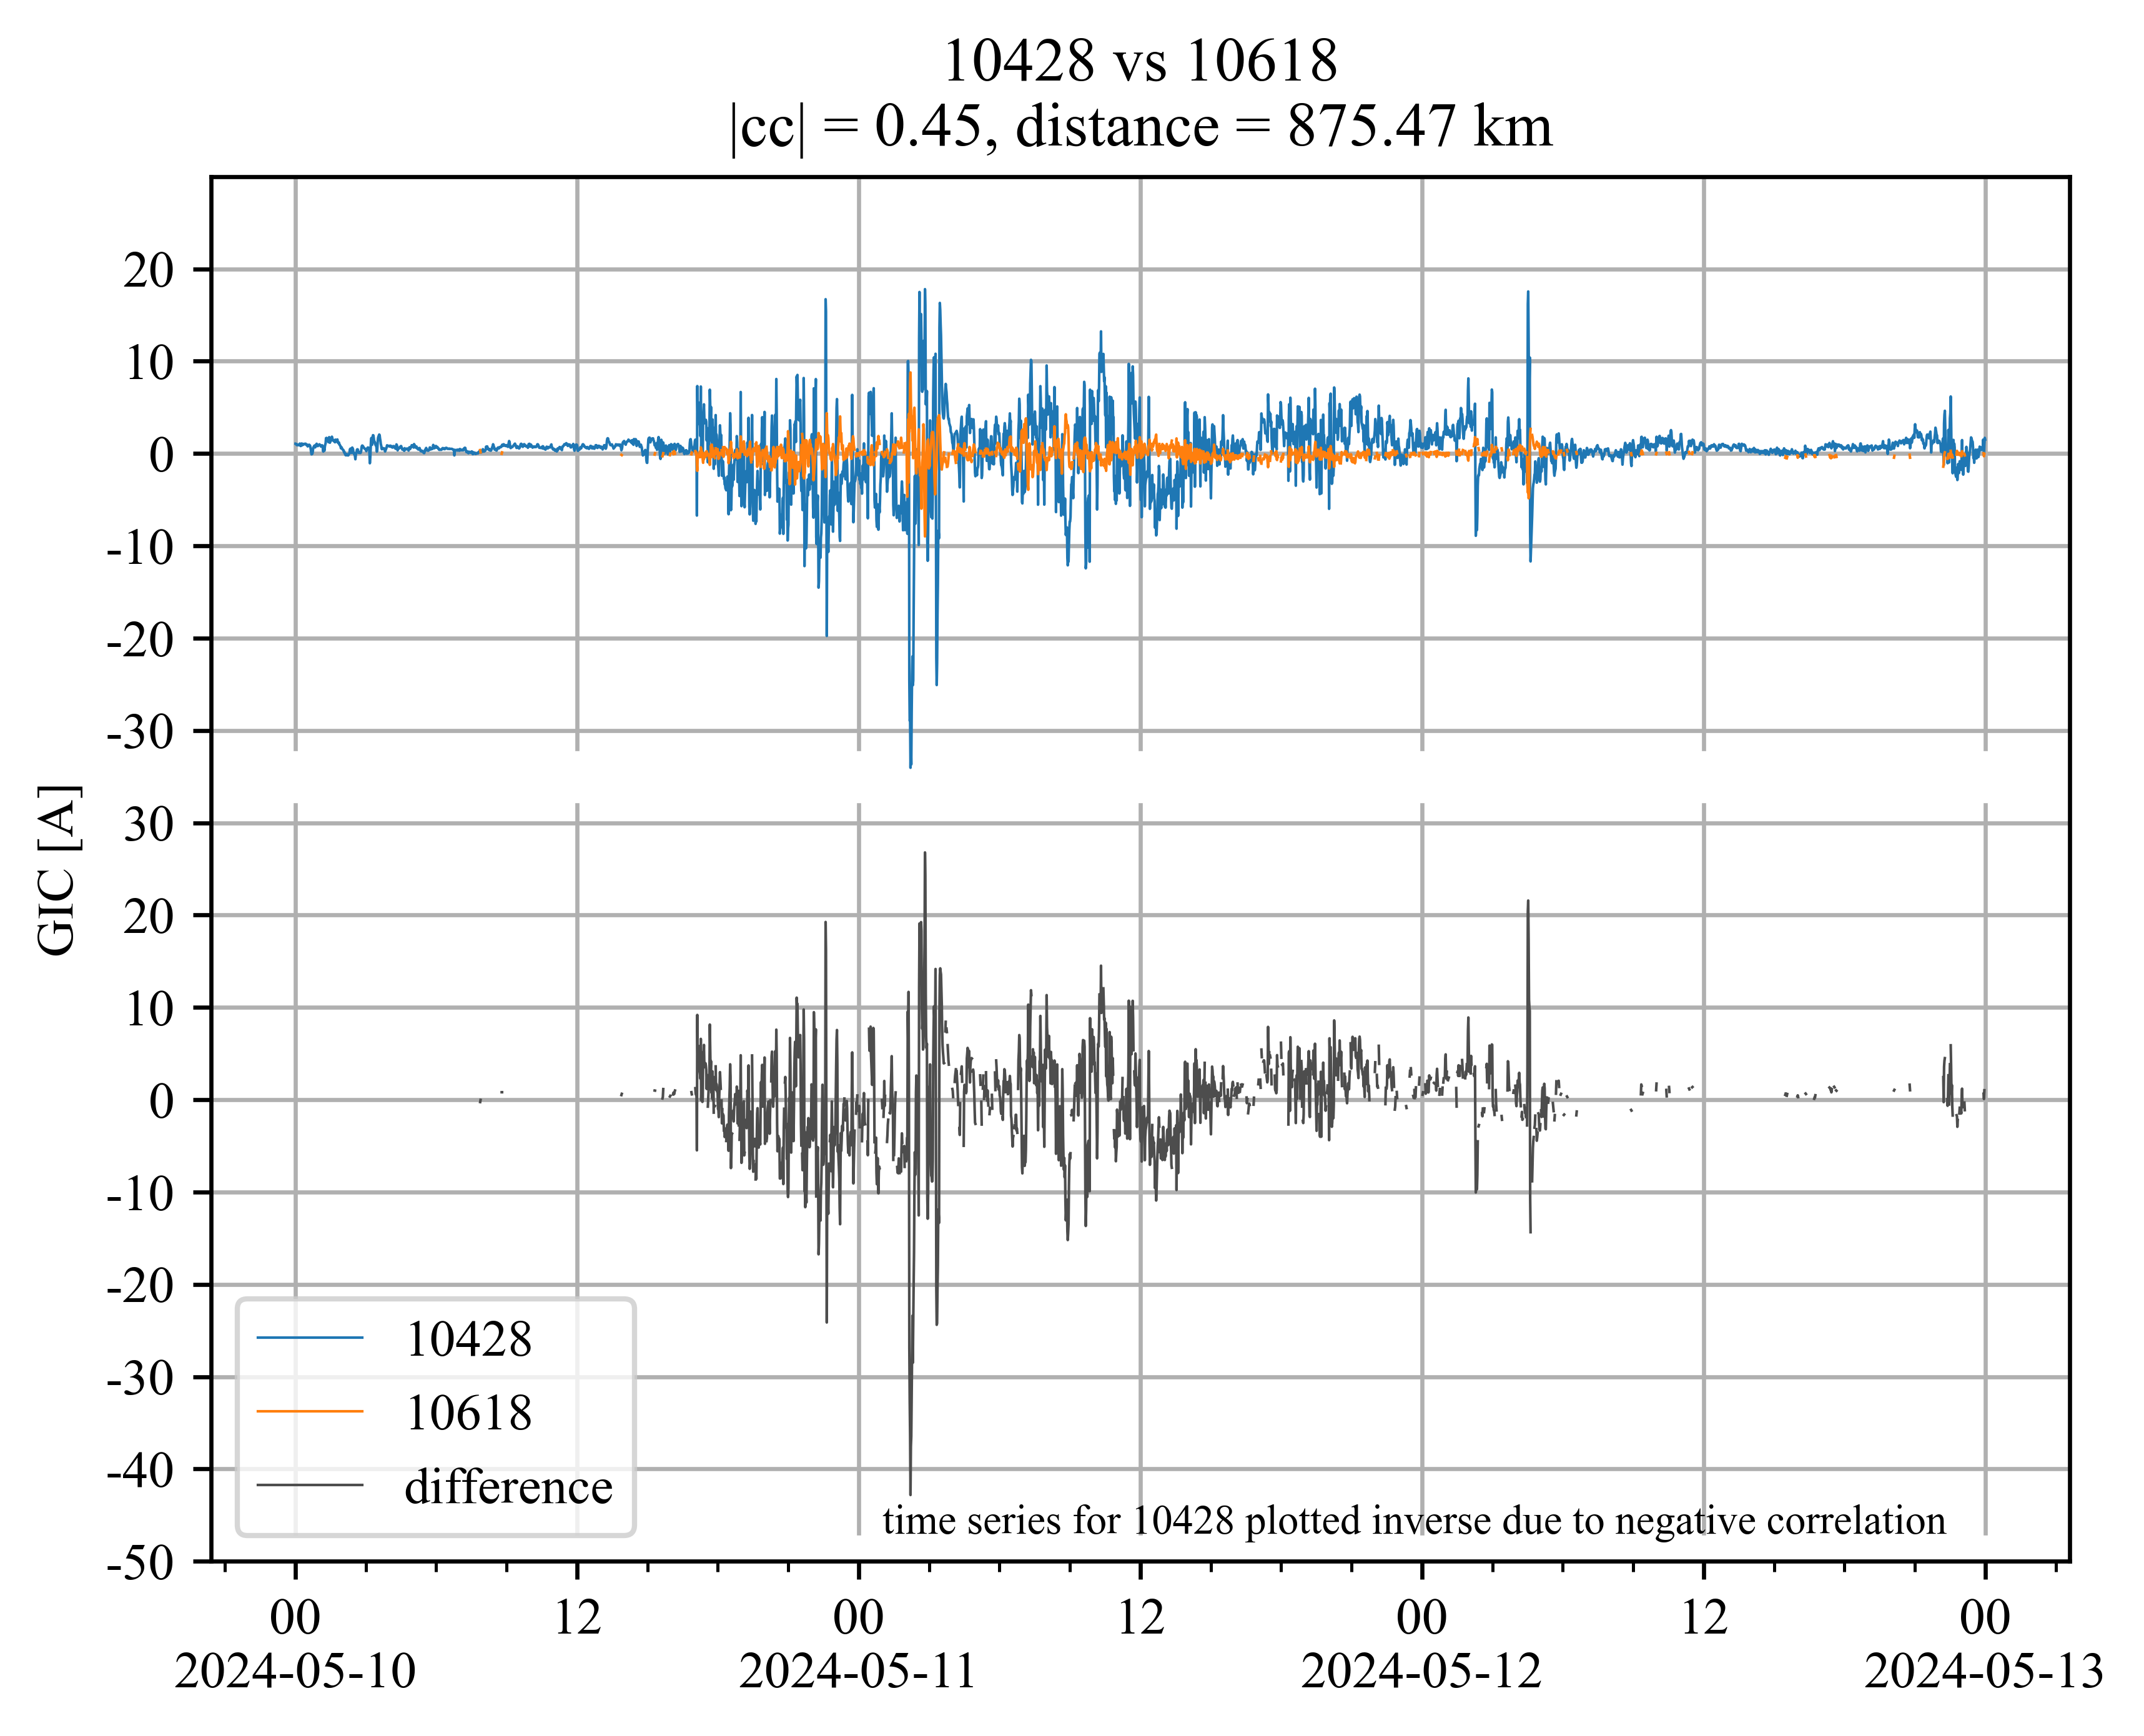 10428 vs 10618
|cc| = 0.45, distance = 875.47 km
20
10
0
-10
-20
-30
30
20
10
0
-10
-20
-30
-40
-50
GIC [A]
10428
10618
difference
time series for 10428 plotted inverse due to negative correlation
00 12 00 12 00 12 00
2024-05-10 2024-05-11 2024-05-12 2024-05-13